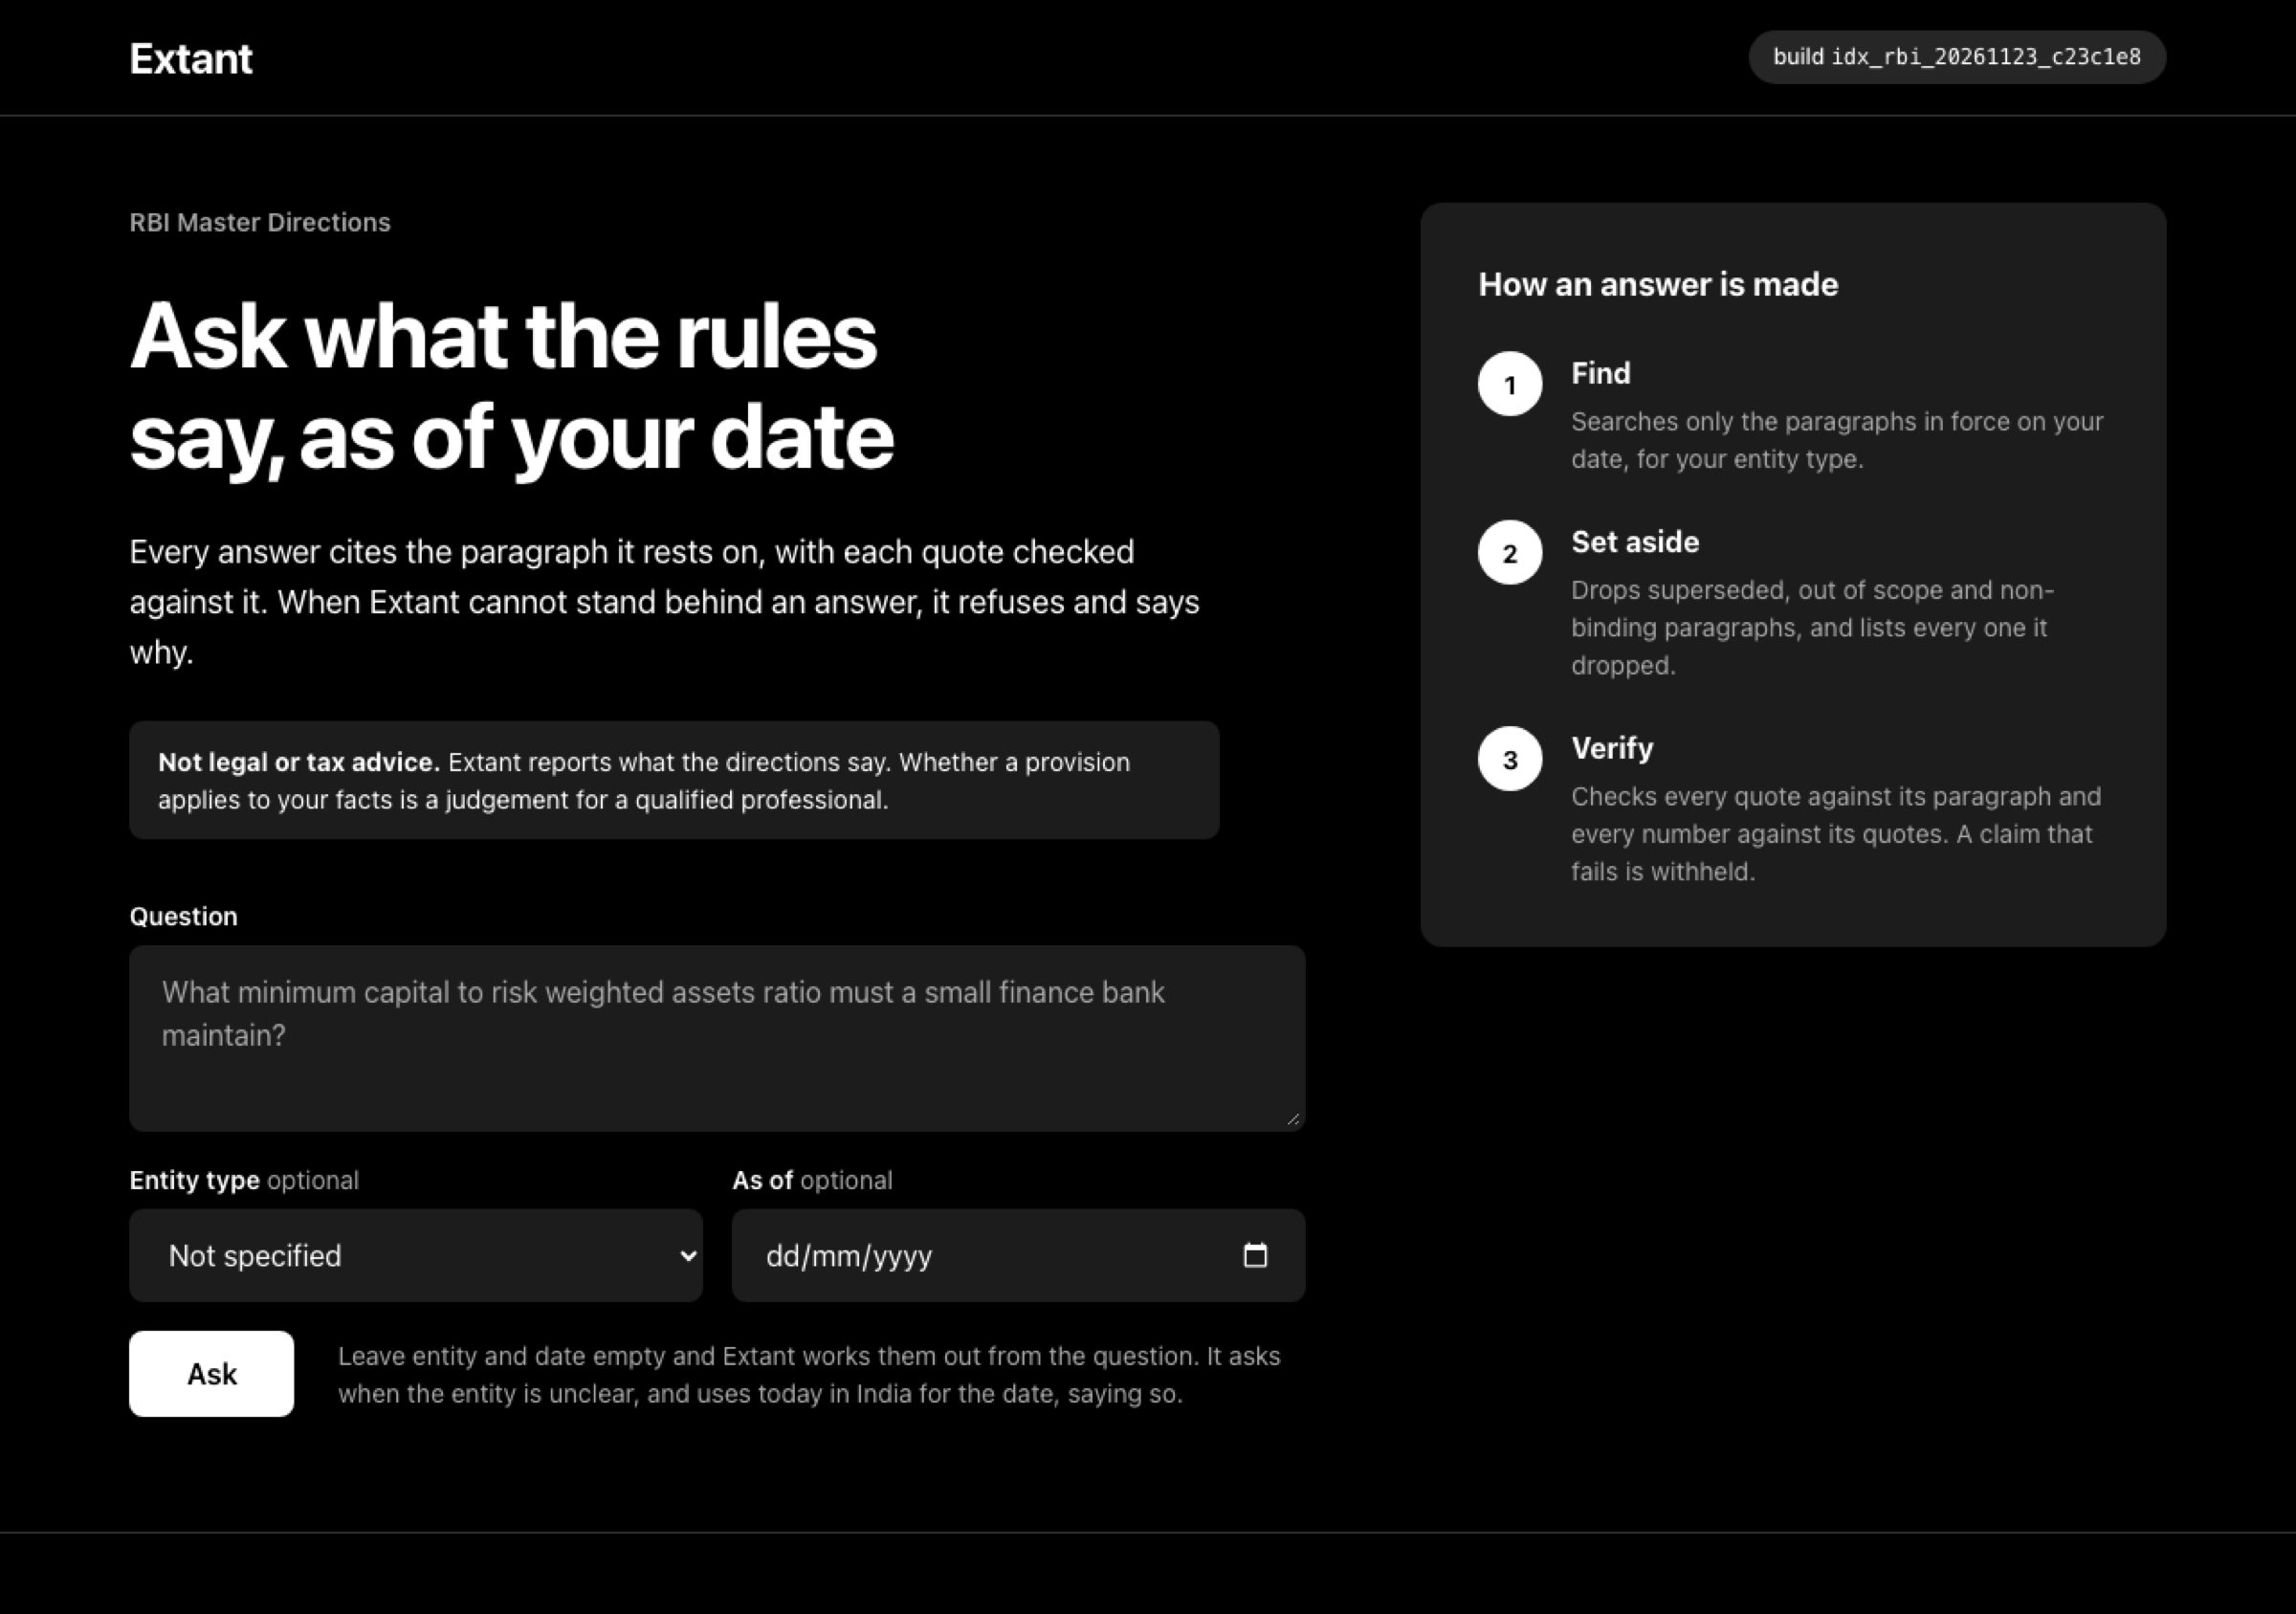 Extant
build idx_rbi_20261123_c23c1e8
RBI Master Directions
Ask what the rules
say, as of your date
Every answer cites the paragraph it rests on, with each quote checked
against it. When Extant cannot stand behind an answer, it refuses and says
why.
Not legal or tax advice. Extant reports what the directions say. Whether a provision
applies to your facts is a judgement for a qualified professional.
Question
What minimum capital to risk weighted assets ratio must a small finance bank
maintain?
Entity type optional
As of optional
Not specified
dd/mm/yyyy
Ask
Leave entity and date empty and Extant works them out from the question. It asks
when the entity is unclear, and uses today in India for the date, saying so.
How an answer is made
1
Find
Searches only the paragraphs in force on your
date, for your entity type.
2
Set aside
Drops superseded, out of scope and non-
binding paragraphs, and lists every one it
dropped.
3
Verify
Checks every quote against its paragraph and
every number against its quotes. A claim that
fails is withheld.